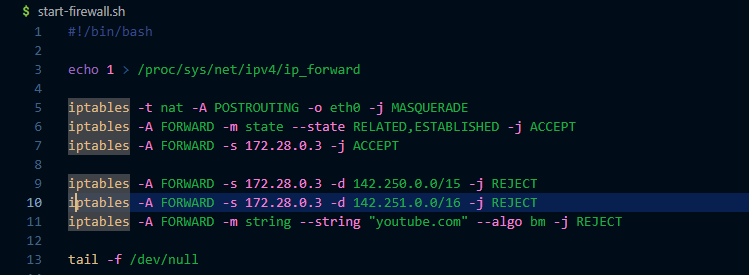 $ start-firewall.sh
1 #!/bin/bash
2
3 echo 1 > /proc/sys/net/ipv4/ip_forward
4
5 iptables -t nat -A POSTROUTING -o eth0 -j MASQUERADE
6 iptables -A FORWARD -m state --state RELATED,ESTABLISHED -j ACCEPT
7 iptables -A FORWARD -s 172.28.0.3 -j ACCEPT
8
9 iptables -A FORWARD -s 172.28.0.3 -d 142.250.0.0/15 -j REJECT
10 iptables -A FORWARD -s 172.28.0.3 -d 142.251.0.0/16 -j REJECT
11 iptables -A FORWARD -m string --string "youtube.com" --algo bm -j REJECT
12
13 tail -f /dev/null